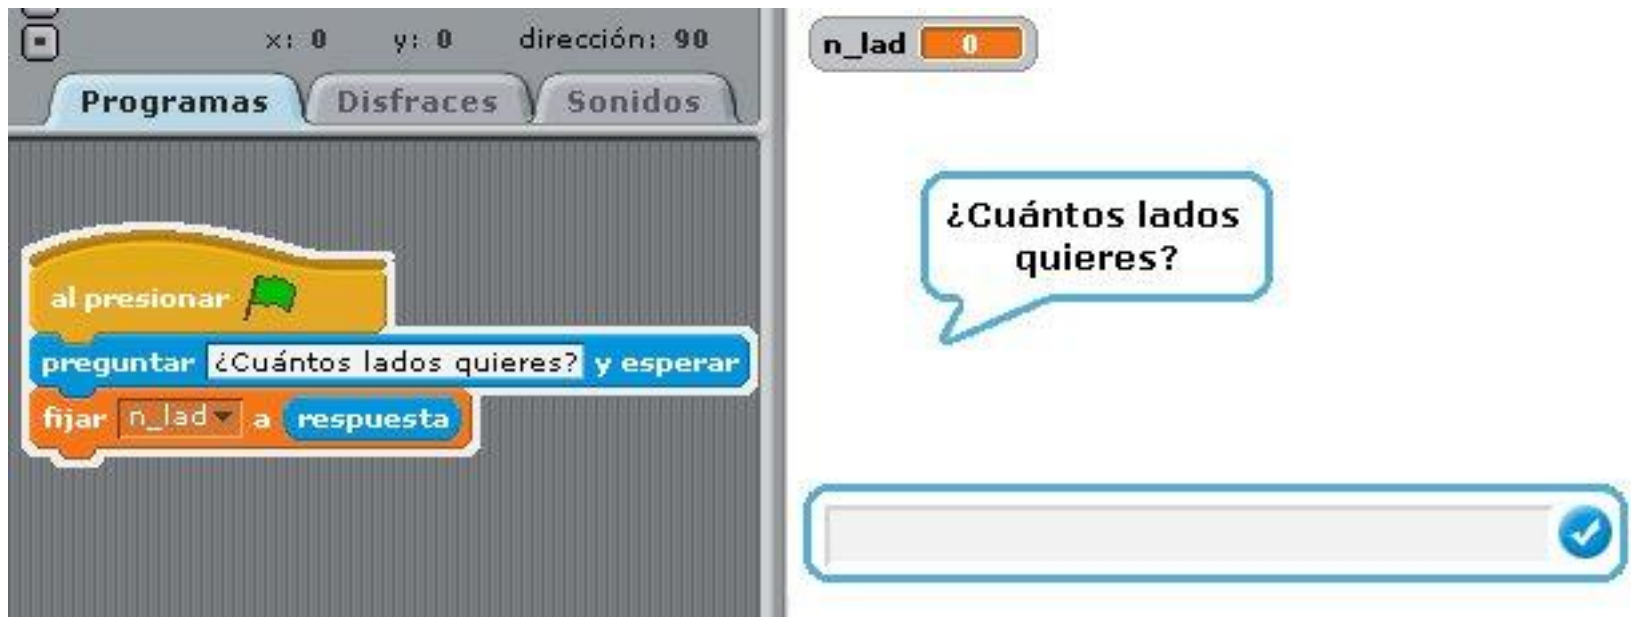 x: 0 y: 0 dirección: 90
Programas Disfraces Sonidos
al presionar
preguntar ¿Cuántos lados quieres? y esperar
fijar n_lad a respuesta
n_lad 0
¿Cuántos lados
quieres?